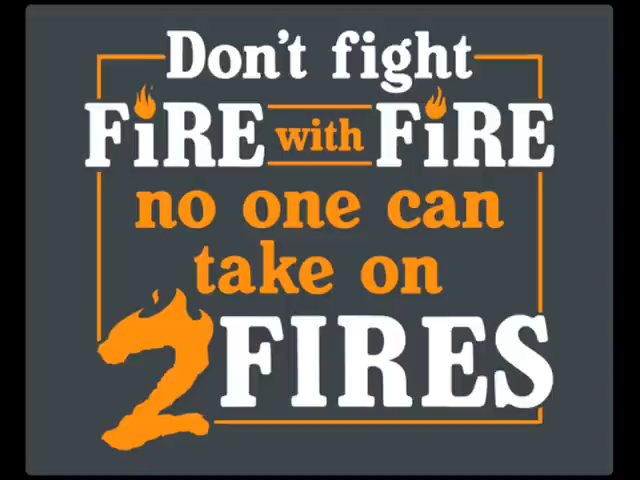 Don't fight
FiRE with FiRE
no one can
take on
2 FIRES